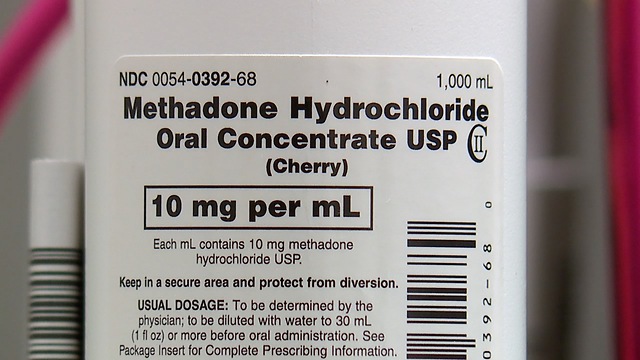 NDC 0054-0392-68 1,000 mL
Methadone Hydrochloride
Oral Concentrate USP CII
(Cherry)
10 mg per mL
Each mL contains 10 mg methadone
hydrochloride USP.
Keep in a secure area and protect from diversion.
USUAL DOSAGE: To be determined by the
physician; to be diluted with water to 30 mL
(1 fl oz) or more before oral administration. See
Package Insert for Complete Prescribing Information.
0392-68 0